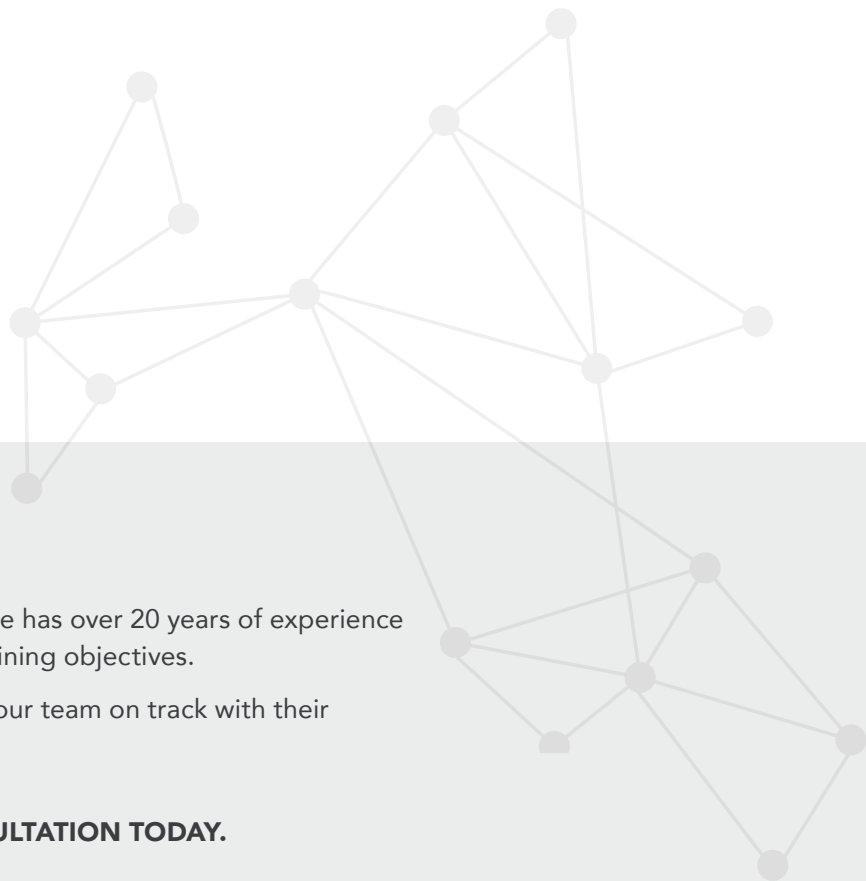 e has over 20 years of experience
ining objectives.
our team on track with their
ULTATION TODAY.